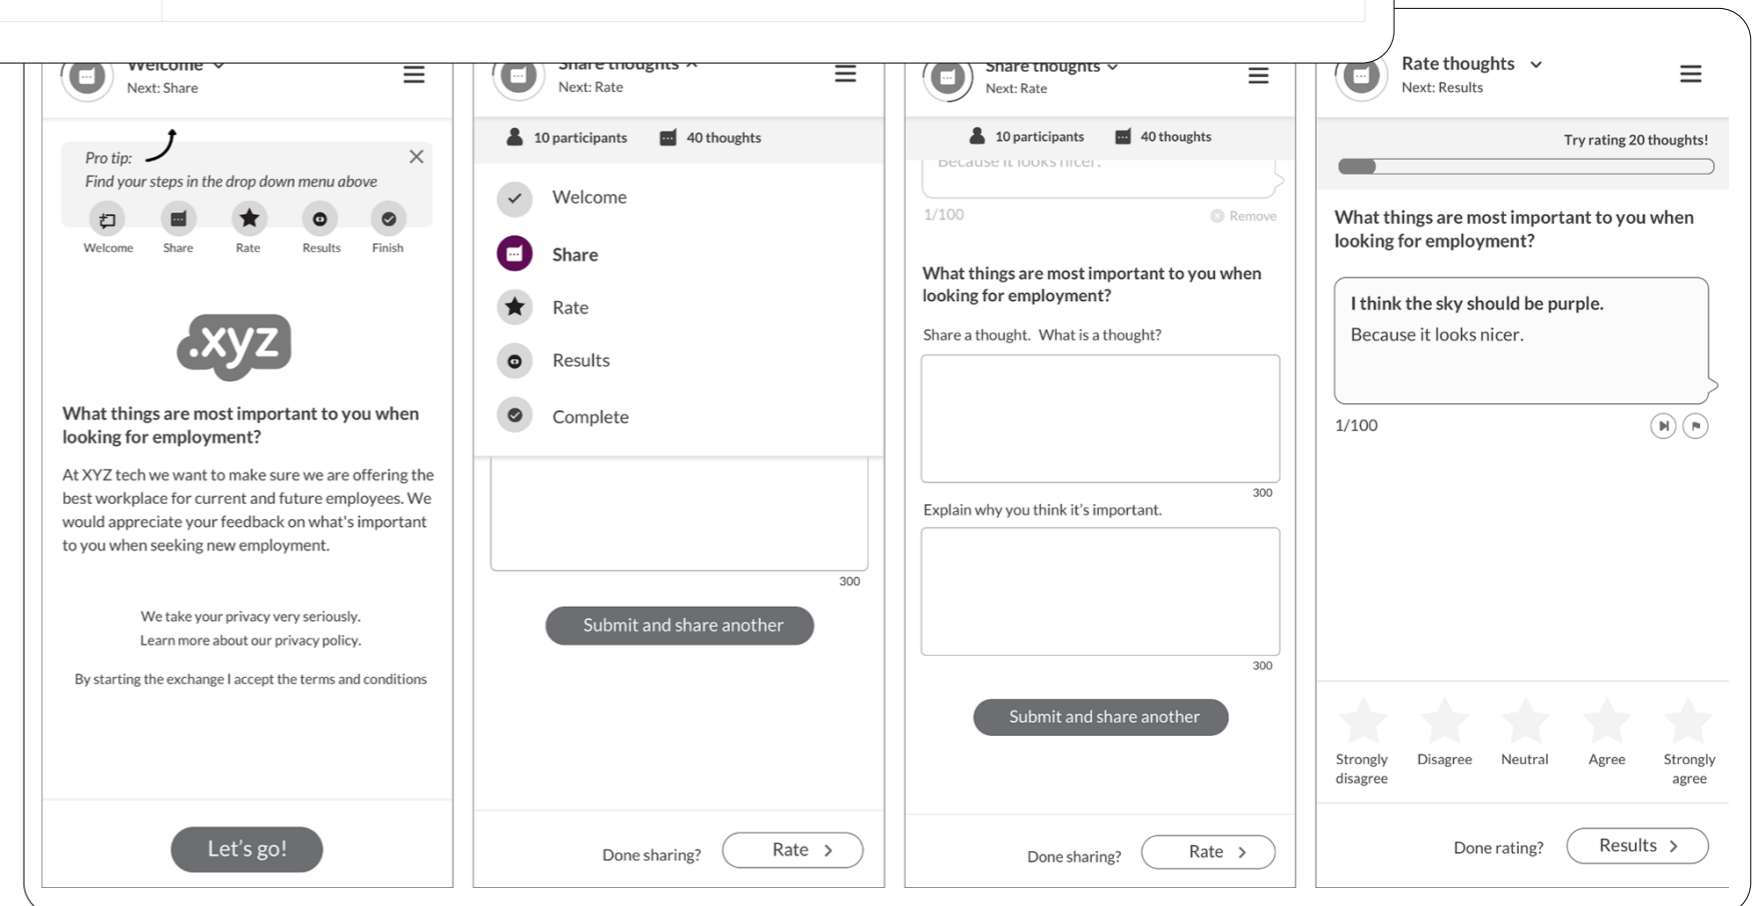 Welcome
Next: Share
Pro tip:
Find your steps in the drop down menu above
Welcome
Share
Rate
Results
Finish
.xyz
What things are most important to you when
looking for employment?
At XYZ tech we want to make sure we are offering the
best workplace for current and future employees. We
would appreciate your feedback on what's important
to you when seeking new employment.
We take your privacy very seriously.
Learn more about our privacy policy.
By starting the exchange I accept the terms and conditions
Let's go!
Share thoughts
Next: Rate
10 participants
40 thoughts
Welcome
Share
Rate
Results
Complete
300
Submit and share another
Done sharing?
Rate
Share thoughts
Next: Rate
10 participants
40 thoughts
Because it looks nicer.
1/100
Remove
What things are most important to you when
looking for employment?
Share a thought. What is a thought?
300
Explain why you think it's important.
300
Submit and share another
Done sharing?
Rate
Rate thoughts
Next: Results
Try rating 20 thoughts!
What things are most important to you when
looking for employment?
I think the sky should be purple.
Because it looks nicer.
1/100
Strongly
disagree
Disagree
Neutral
Agree
Strongly
agree
Done rating?
Results